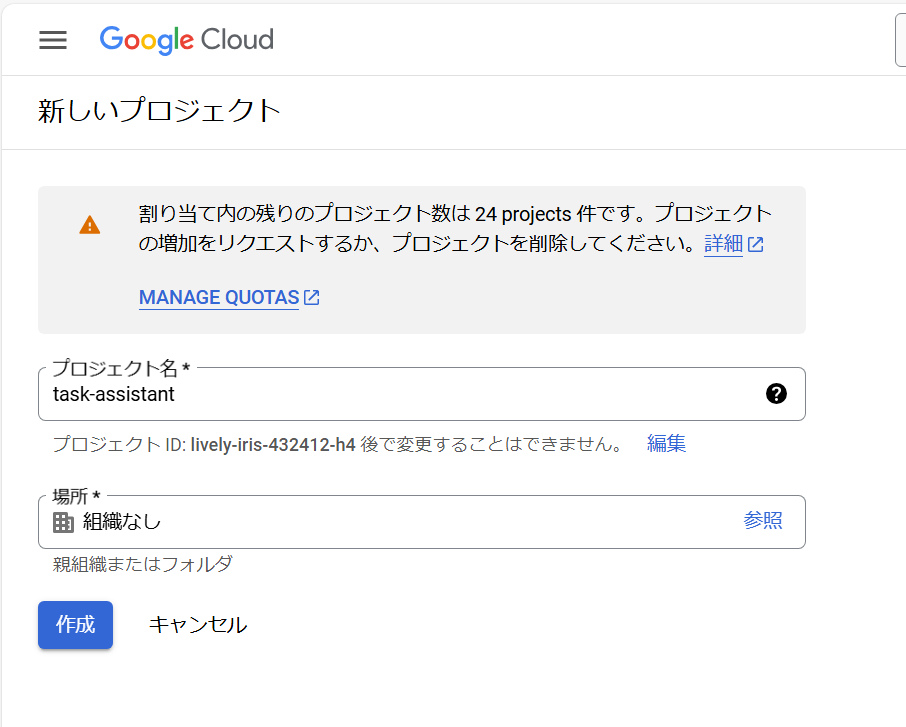 Google Cloud
新しいプロジェクト
割り当て内の残りのプロジェクト数は 24 projects 件です。プロジェクト
の増加をリクエストするか、プロジェクトを削除してください。詳細
MANAGE QUOTAS
プロジェクト名 *
task-assistant
プロジェクト ID: lively-iris-432412-h4 後で変更することはできません。 編集
場所 *
組織なし 参照
親組織またはフォルダ
作成 キャンセル